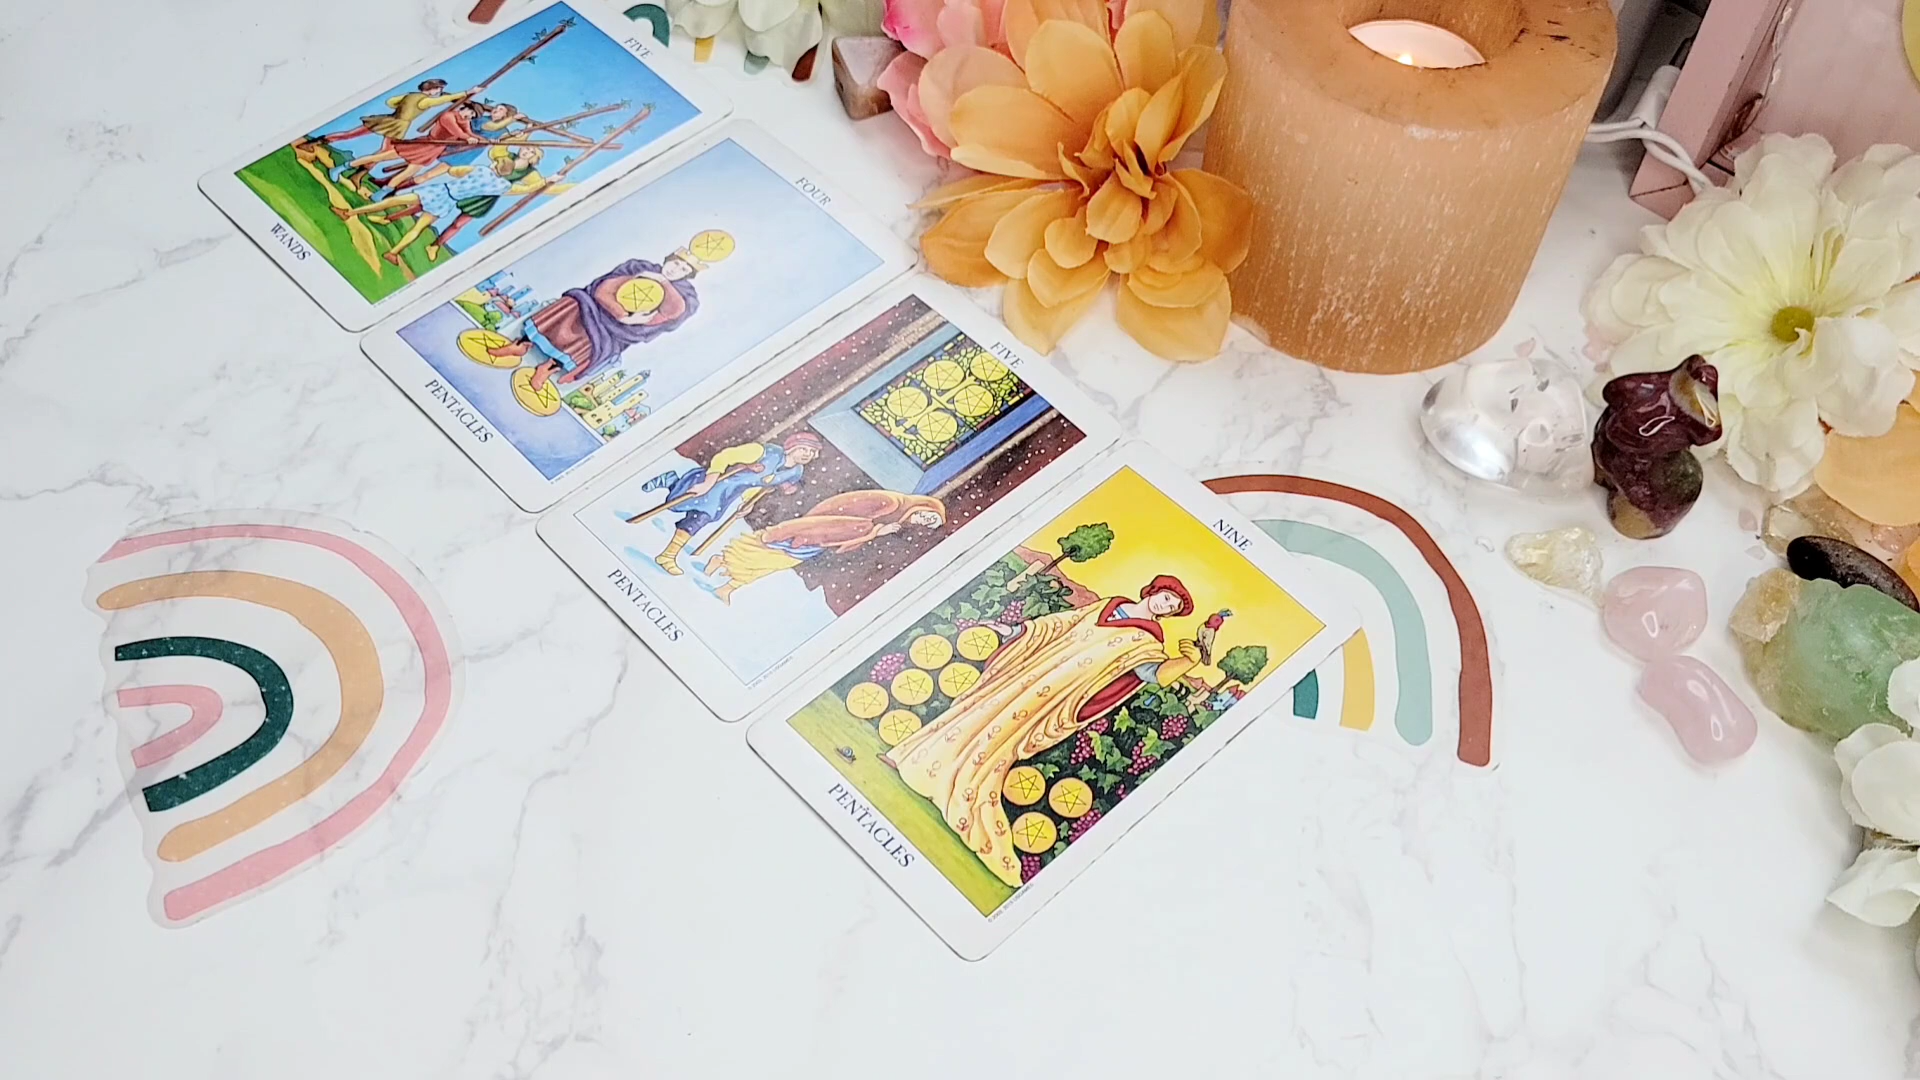 FIVE
WANDS
FOUR
PENTACLES
FIVE
PENTACLES
NINE
PENTACLES